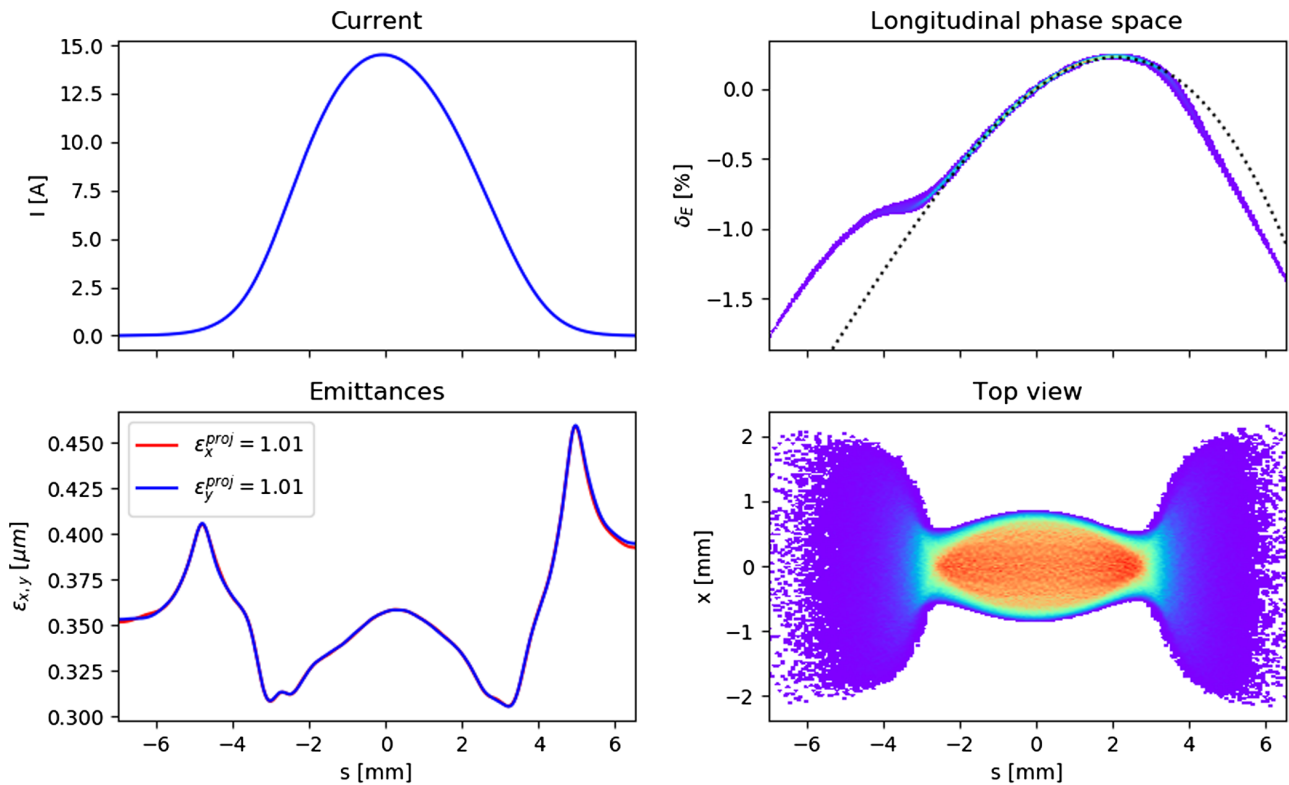 Current
15.0
12.5
10.0
7.5
5.0
2.5
0.0
I [A]
Longitudinal phase space
0.0
−0.5
−1.0
−1.5
δ_E [%]
Emittances
0.450
0.425
0.400
0.375
0.350
0.325
0.300
ε_{x,y} [μm]
ε_x^{proj} = 1.01
ε_y^{proj} = 1.01
−6 −4 −2 0 2 4 6
s [mm]
Top view
2
1
0
−1
−2
x [mm]
−6 −4 −2 0 2 4 6
s [mm]